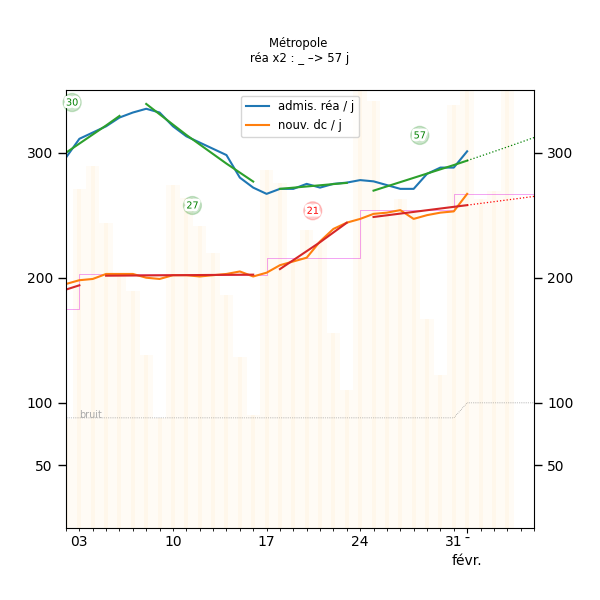 Métropole
réa x2 : _ –> 57 j
admis. réa / j
nouv. dc / j
30
57
27
21
300
300
200
200
100
100
bruit
50
50
03
10
17
24
31
févr.